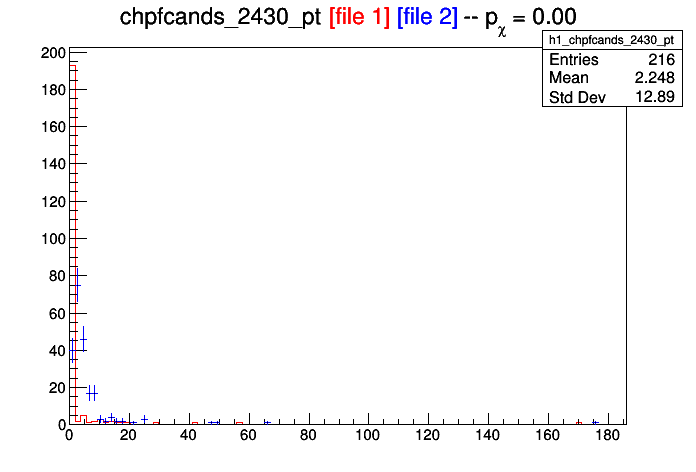 chpfcands_2430_pt [file 1] [file 2] -- pχ = 0.00
h1_chpfcands_2430_pt
Entries 216
Mean 2.248
Std Dev 12.89
200
180
160
140
120
100
80
60
40
20
0
0 20 40 60 80 100 120 140 160 180